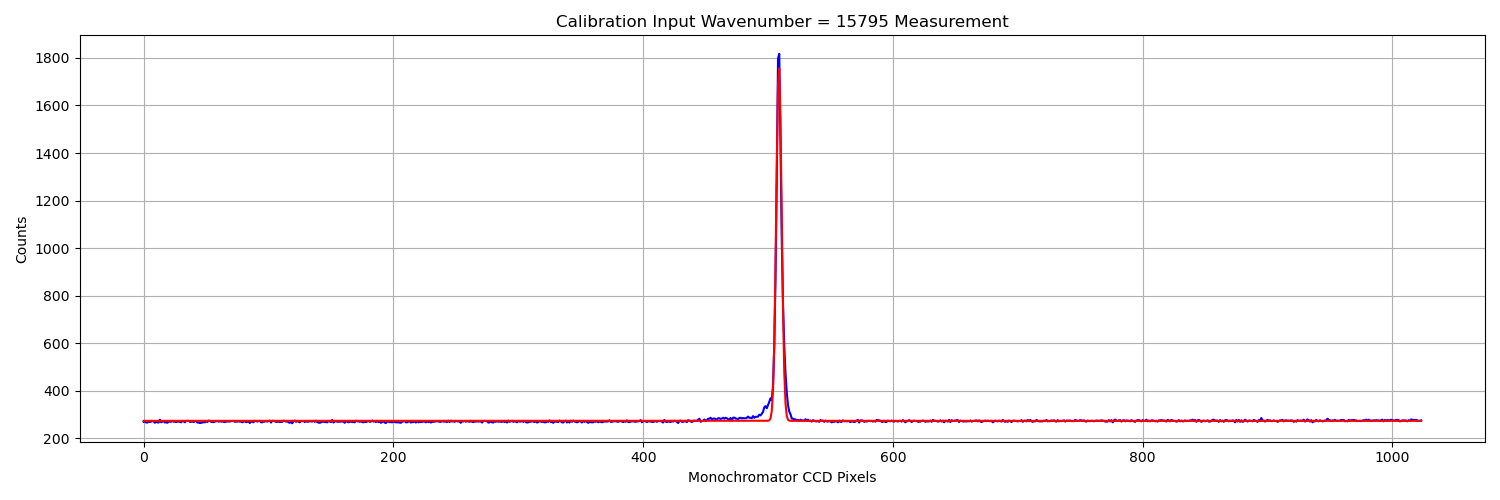 Calibration Input Wavenumber = 15795 Measurement
1800
1600
1400
1200
1000
800
600
400
200
Counts
0 200 400 600 800 1000
Monochromator CCD Pixels